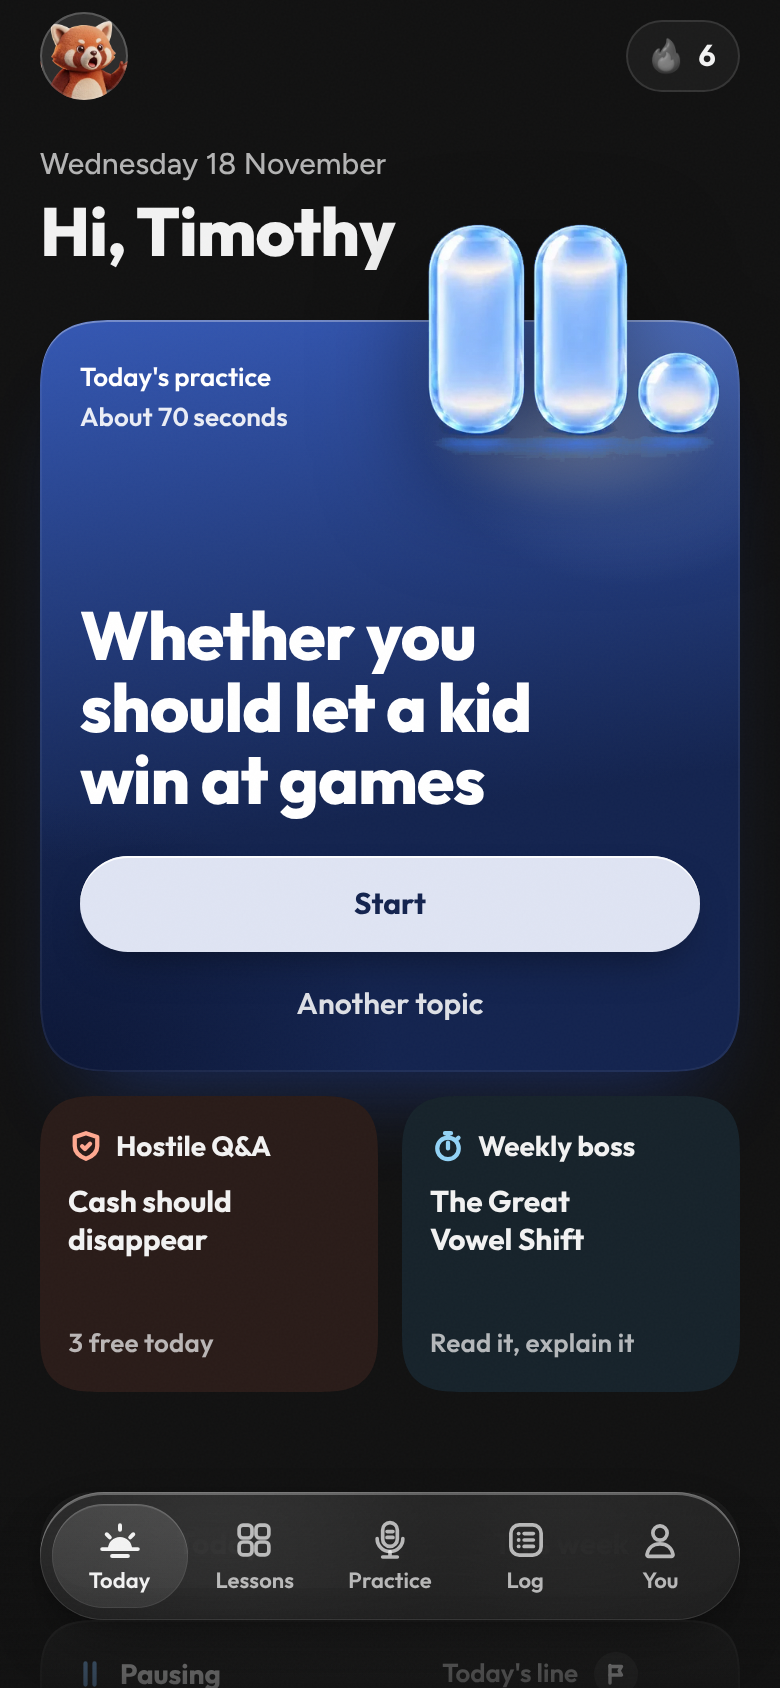 6
Wednesday 18 November
Hi, Timothy
Today's practice
About 70 seconds
Whether you
should let a kid
win at games
Start
Another topic
Hostile Q&A
Cash should
disappear
3 free today
Weekly boss
The Great
Vowel Shift
Read it, explain it
Today
Lessons
Practice
Log
You
Pausing
Today's line